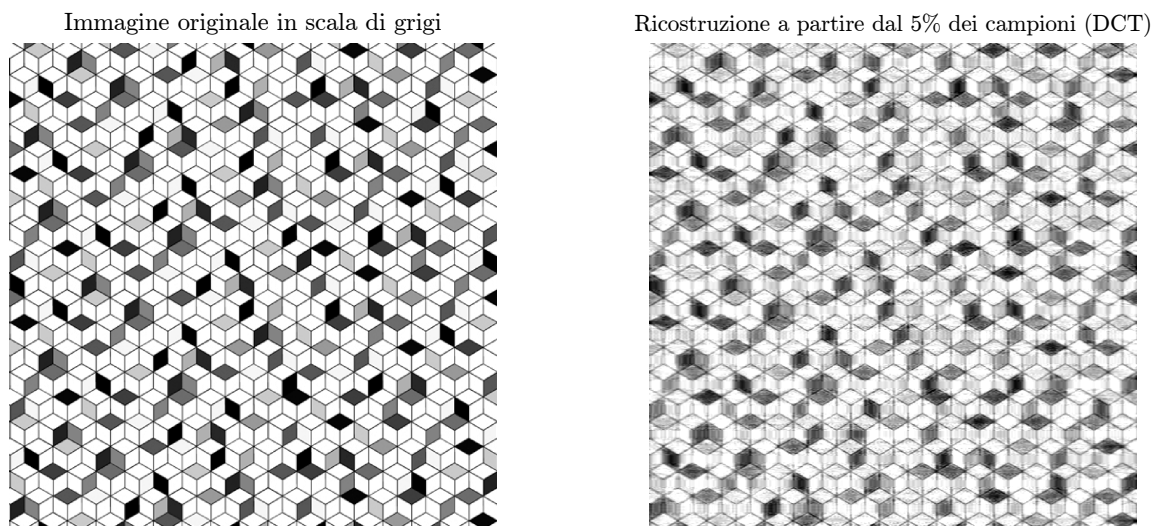 Immagine originale in scala di grigi
Ricostruzione a partire dal 5% dei campioni (DCT)